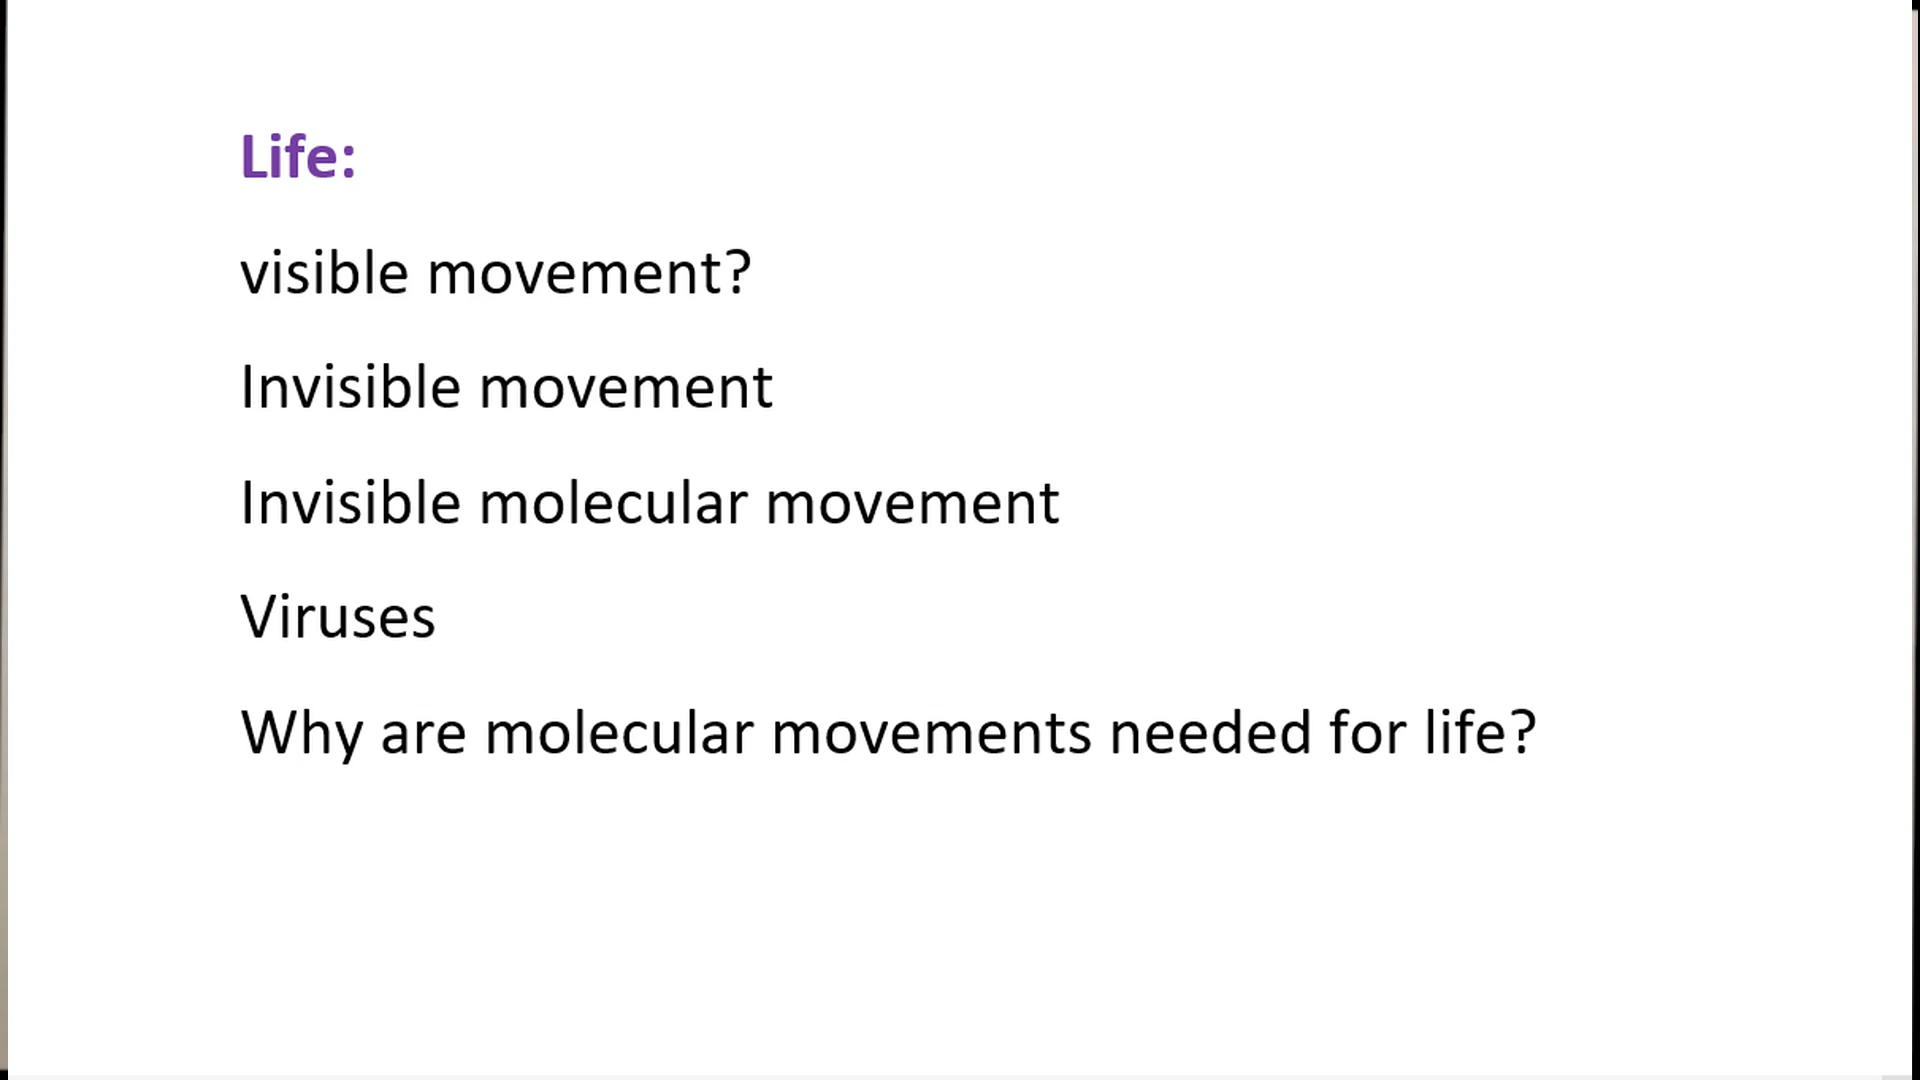 Life:
visible movement?
Invisible movement
Invisible molecular movement
Viruses
Why are molecular movements needed for life?